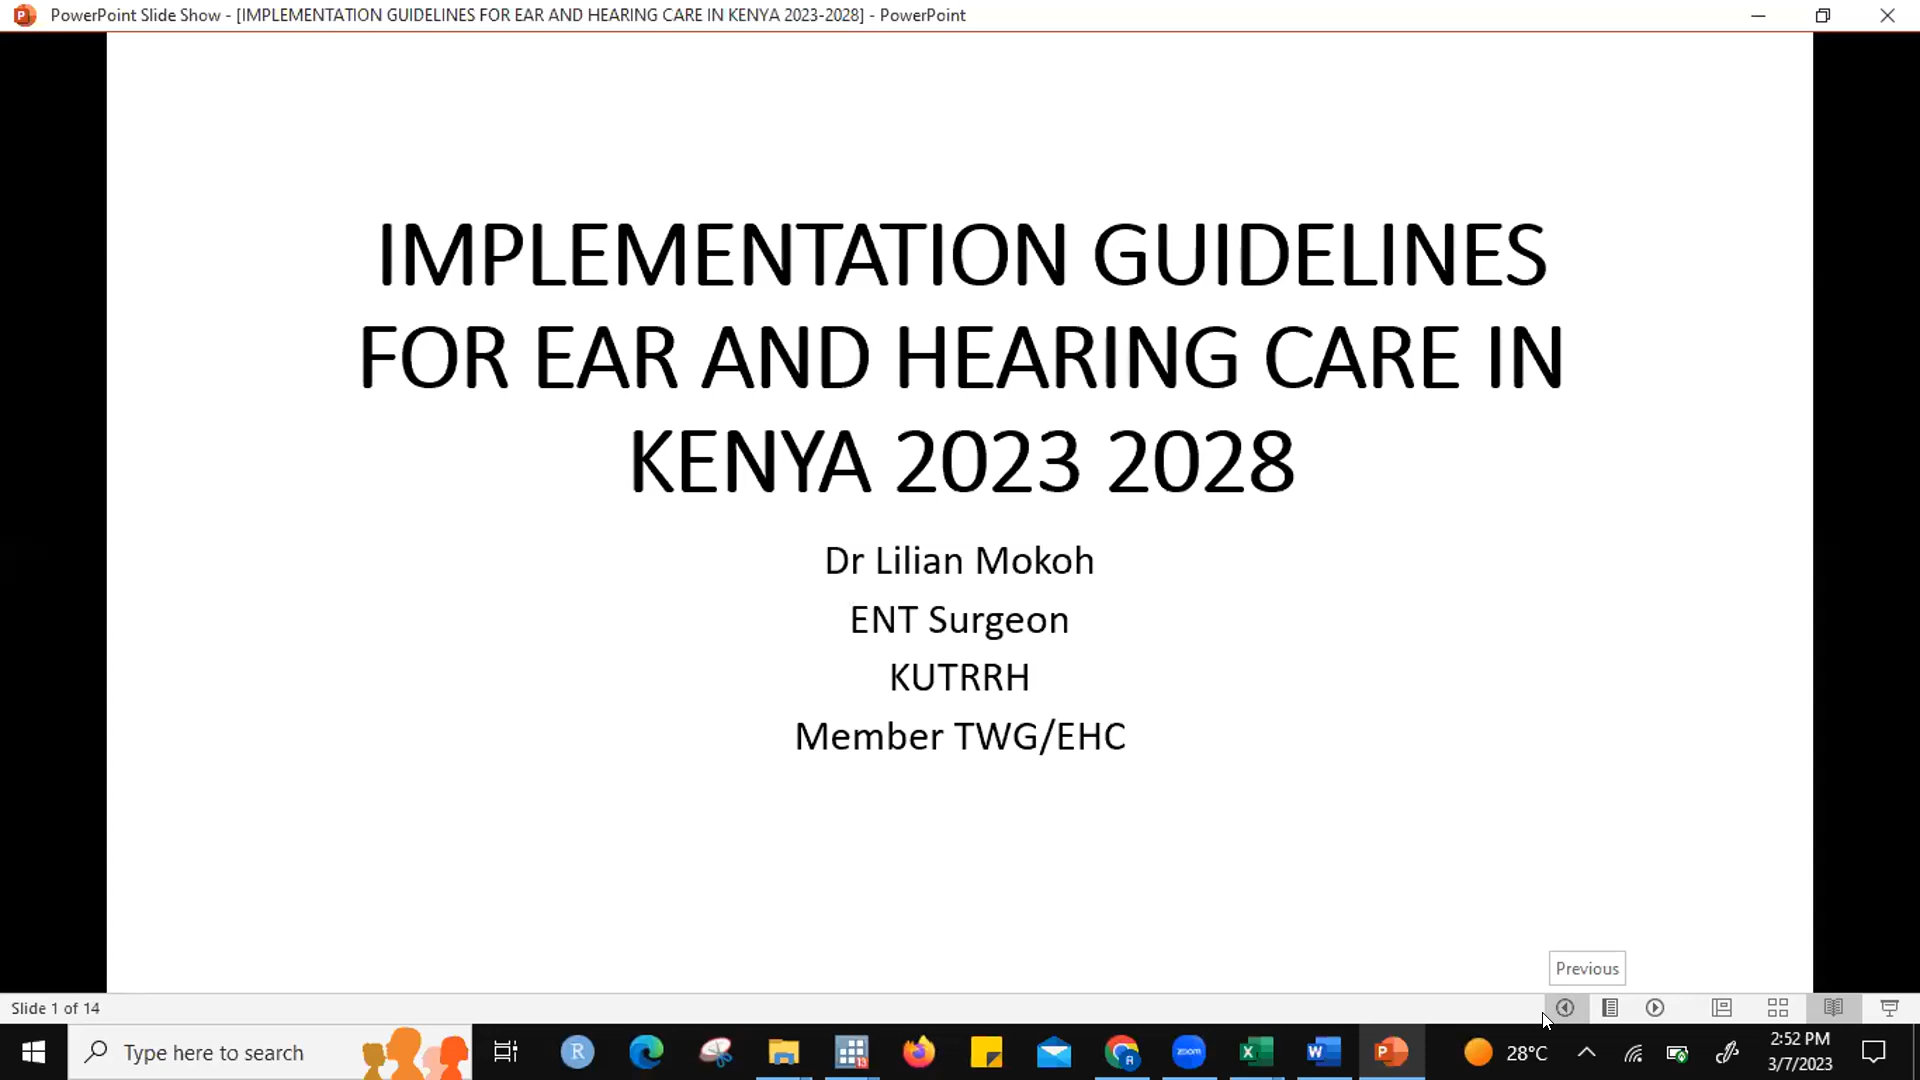 PowerPoint Slide Show - [IMPLEMENTATION GUIDELINES FOR EAR AND HEARING CARE IN KENYA 2023-2028] - PowerPoint
IMPLEMENTATION GUIDELINES
FOR EAR AND HEARING CARE IN
KENYA 2023 2028
Dr Lilian Mokoh
ENT Surgeon
KUTRRH
Member TWG/EHC
Previous
Slide 1 of 14
Type here to search
R
13
R
zoom
X
W
P
28°C
2:52 PM
3/7/2023